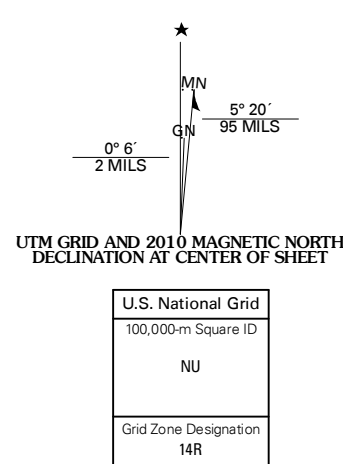 MN
GN
5° 20´
95 MILS
0° 6´
2 MILS
UTM GRID AND 2010 MAGNETIC NORTH
DECLINATION AT CENTER OF SHEET
U.S. National Grid
100,000-m Square ID
NU
Grid Zone Designation
14R